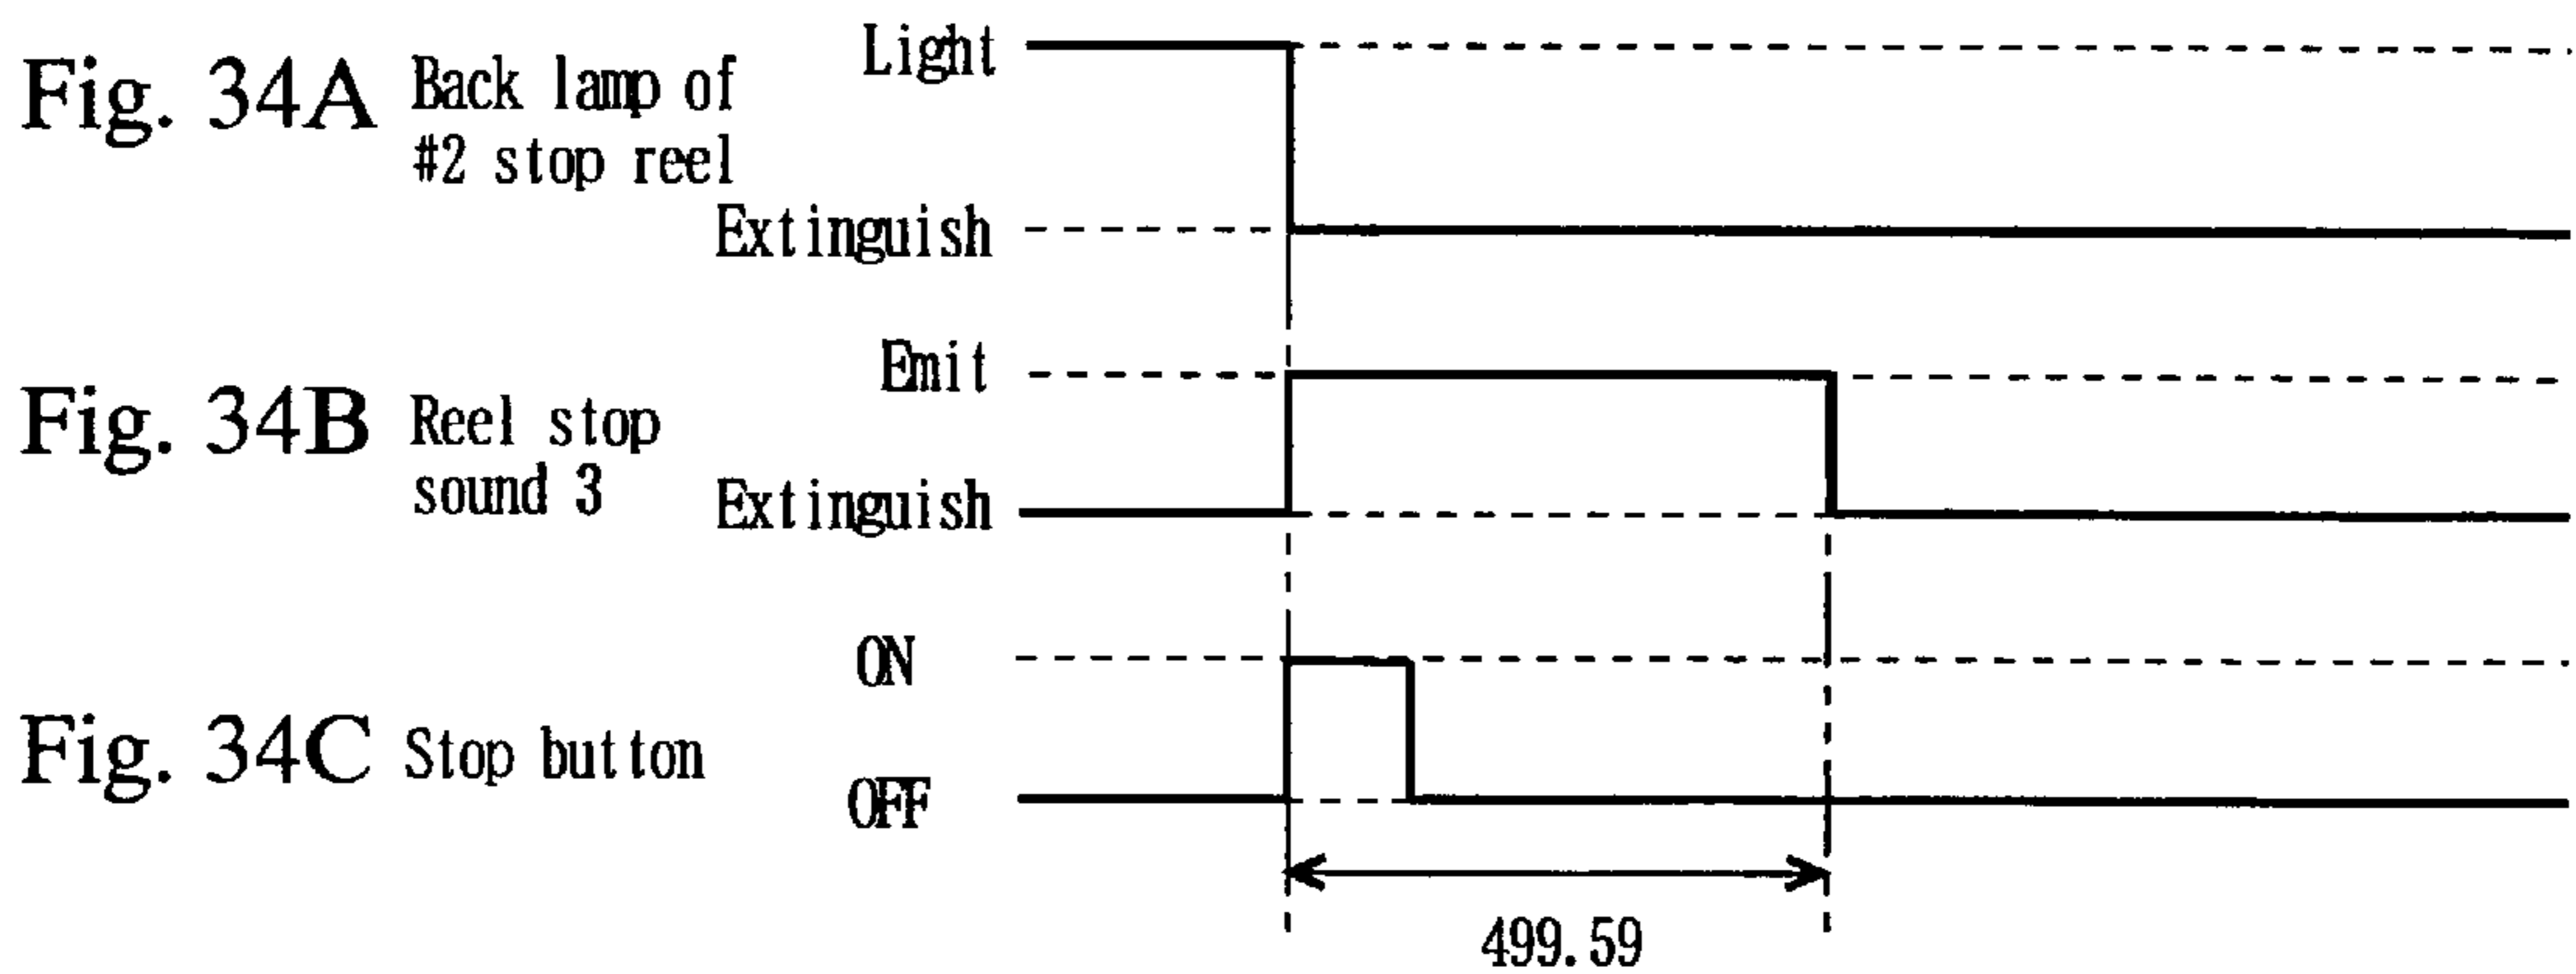 Light
Fig. 34A Back lamp of
#2 stop reel
Extinguish
Emit
Fig. 34B Reel stop
sound 3
Extinguish
ON
Fig. 34C Stop button
OFF
499.59